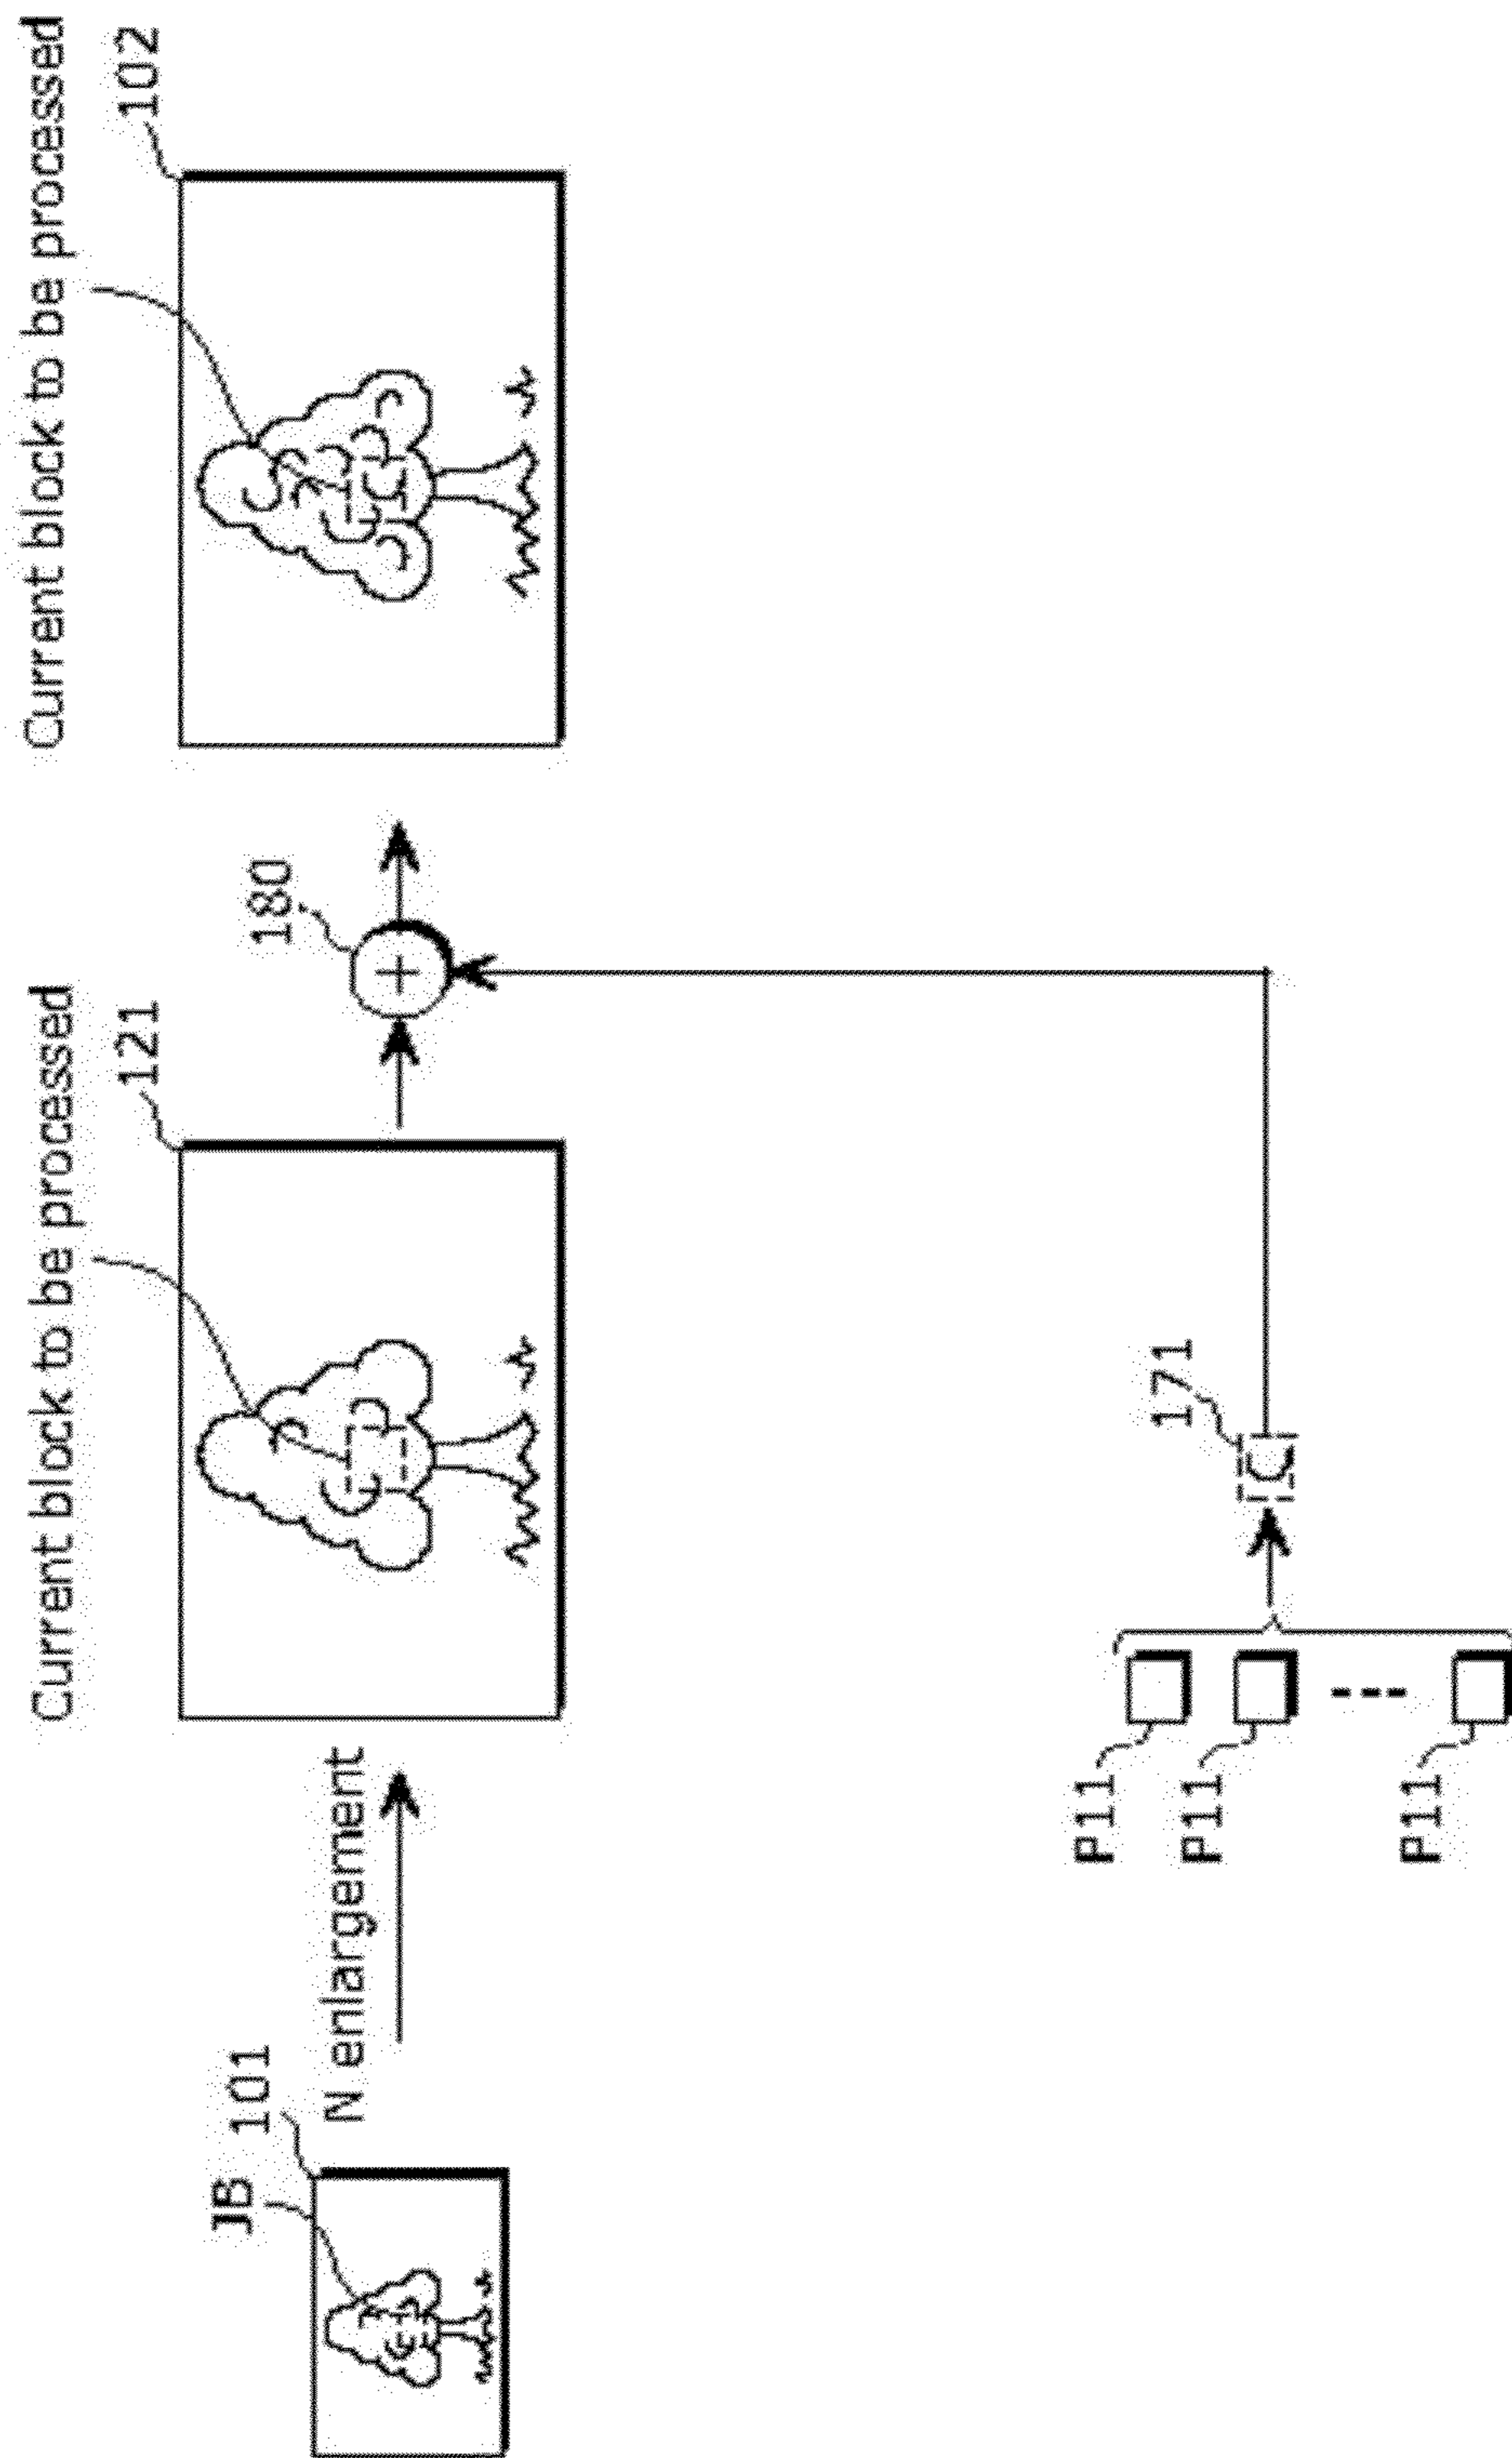 Current block to be processed
Current block to be processed
102
121
180
JB
101
N enlargement
171
P11
P11
P11